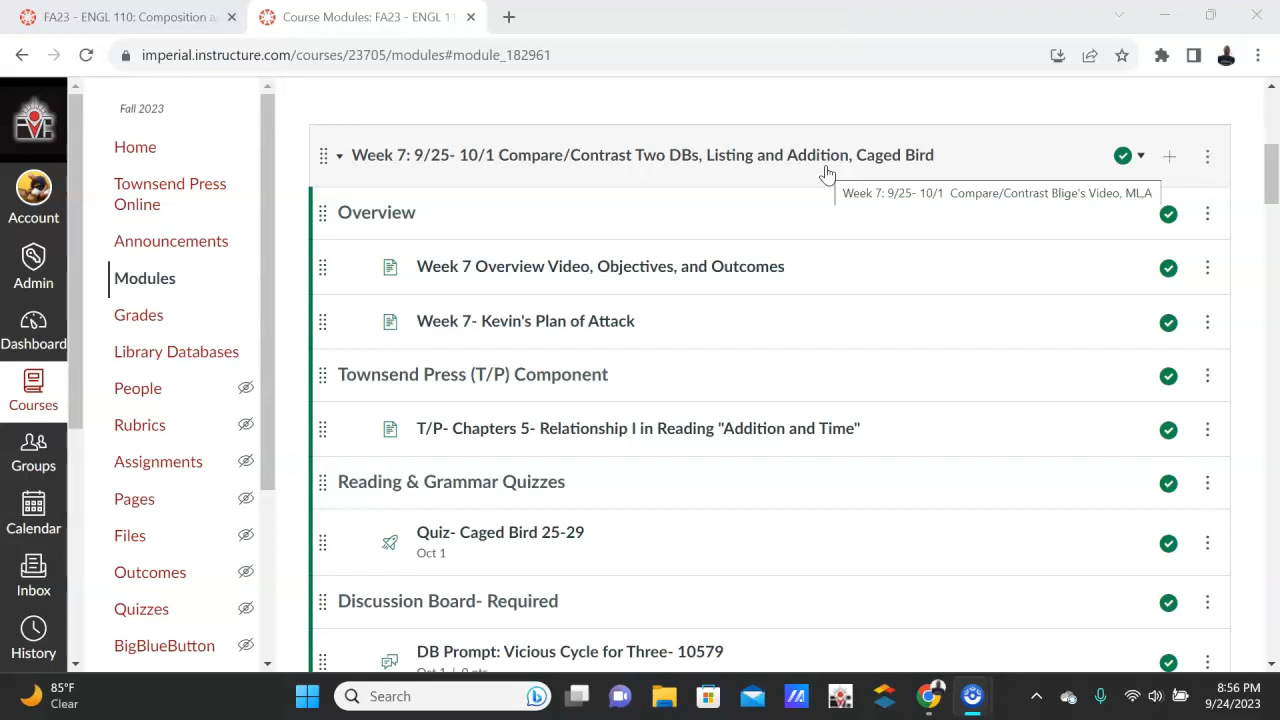 FA23 - ENGL 110: Composition a
Course Modules: FA23 - ENGL 11
imperial.instructure.com/courses/23705/modules#module_182961
Account
Admin
Dashboard
Courses
Groups
Calendar
Inbox
History
Fall 2023
Home
Townsend Press
Online
Announcements
Modules
Grades
Library Databases
People
Rubrics
Assignments
Pages
Files
Outcomes
Quizzes
BigBlueButton
Week 7: 9/25- 10/1 Compare/Contrast Two DBs, Listing and Addition, Caged Bird
Week 7: 9/25- 10/1 Compare/Contrast Blige's Video, ML,A
Overview
Week 7 Overview Video, Objectives, and Outcomes
Week 7- Kevin's Plan of Attack
Townsend Press (T/P) Component
T/P- Chapters 5- Relationship I in Reading "Addition and Time"
Reading & Grammar Quizzes
Quiz- Caged Bird 25-29
Oct 1
Discussion Board- Required
DB Prompt: Vicious Cycle for Three- 10579
Oct 1 | 0 pts
85°F
Clear
Search
8:56 PM
9/24/2023